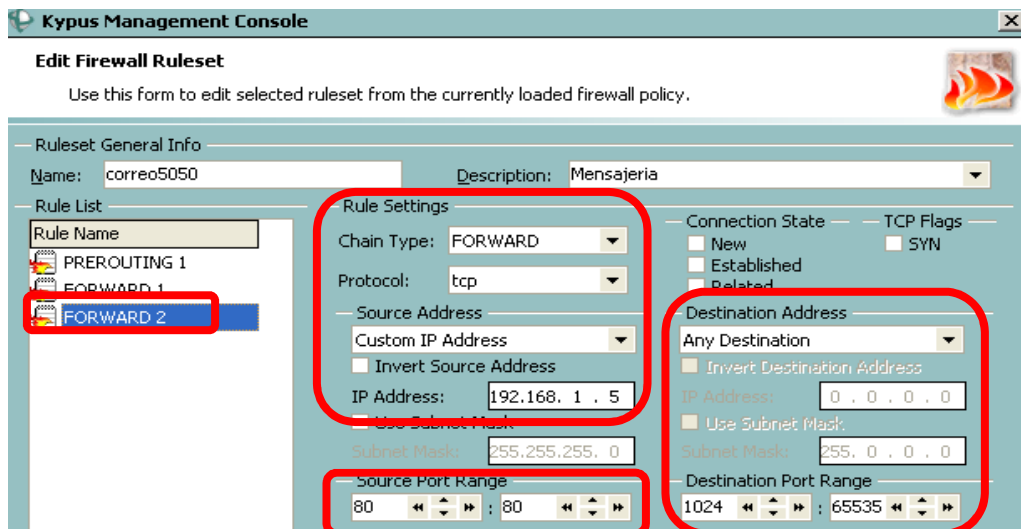 Kypus Management Console
Edit Firewall Ruleset
Use this form to edit selected ruleset from the currently loaded firewall policy.
Ruleset General Info
Name: correo5050 Description: Mensajeria
Rule List
Rule Name
PREROUTING 1
FORWARD 1
FORWARD 2
Rule Settings
Chain Type: FORWARD
Protocol: tcp
Connection State
New
Established
Related
TCP Flags
SYN
Source Address
Custom IP Address
Invert Source Address
IP Address: 192.168. 1 . 5
Use Subnet Mask
Subnet Mask: 255.255.255. 0
Source Port Range
80 : 80
Destination Address
Any Destination
Invert Destination Address
IP Address: 0 . 0 . 0 . 0
Use Subnet Mask
Subnet Mask: 255. 0 . 0 . 0
Destination Port Range
1024 : 65535